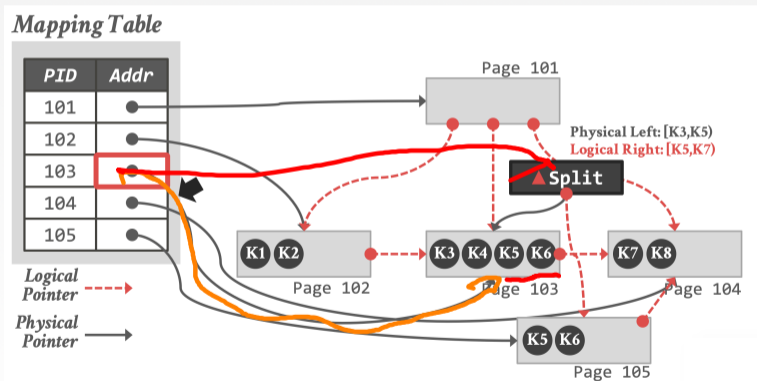 Mapping Table
PID Addr
101
102
103
104
105
Page 101
Physical Left: [K3,K5)
Logical Right: [K5,K7)
▲Split
K1 K2
Page 102
K3 K4 K5 K6
Page 103
K7 K8
Page 104
K5 K6
Page 105
Logical
Pointer
Physical
Pointer